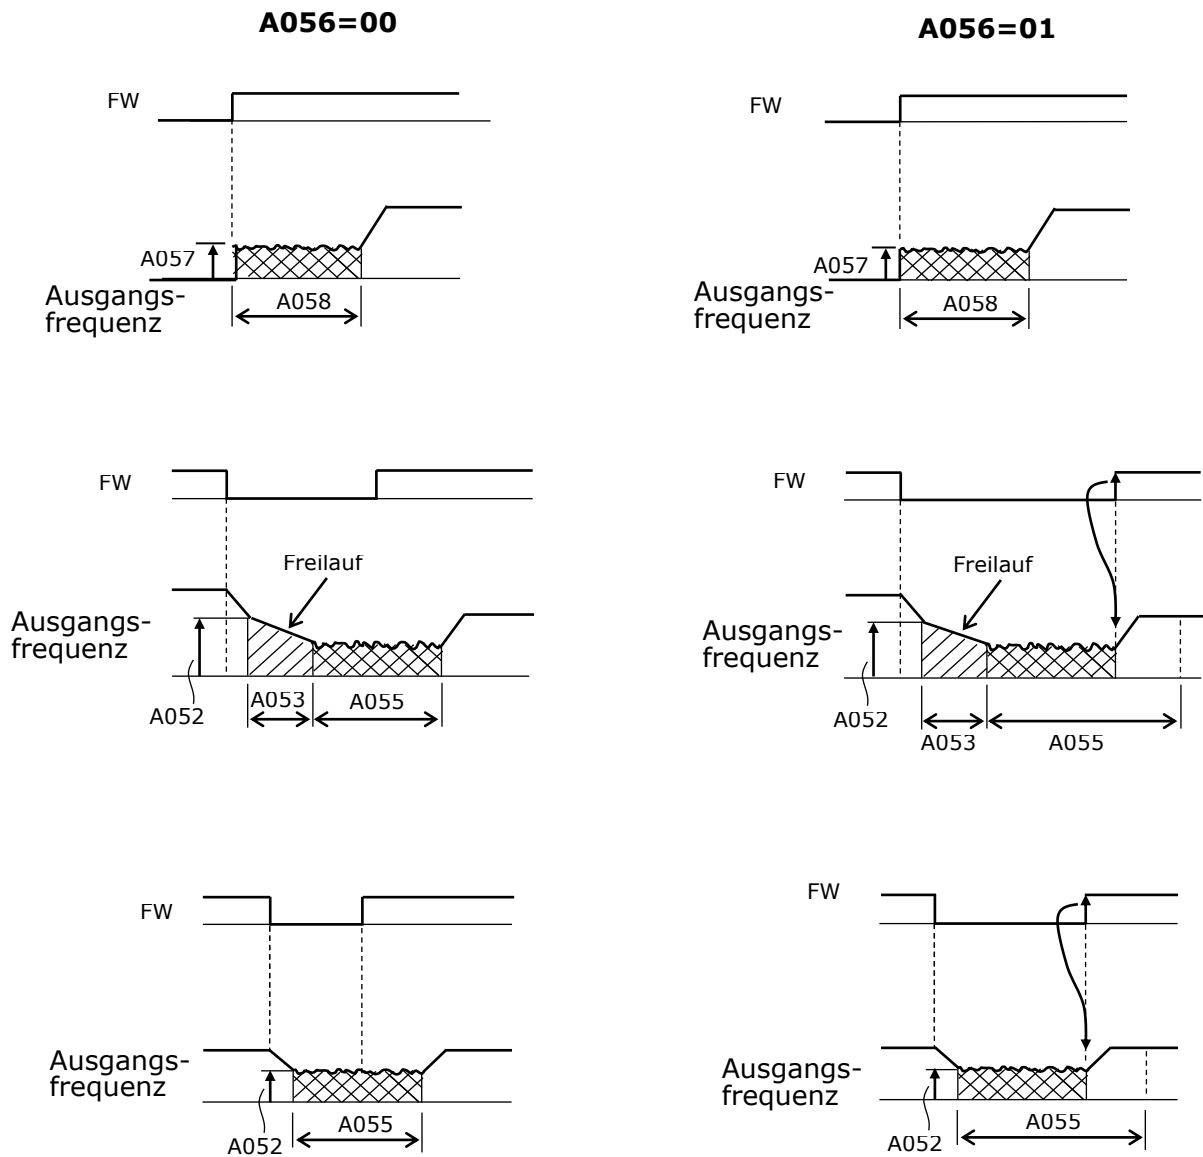 A056=00
A056=01
FW
A057
Ausgangs-
frequenz
A058
FW
A057
Ausgangs-
frequenz
A058
FW
Freilauf
Ausgangs-
frequenz
A052
A053
A055
FW
Freilauf
Ausgangs-
frequenz
A052
A053
A055
FW
Ausgangs-
frequenz
A052
A055
FW
Ausgangs-
frequenz
A052
A055